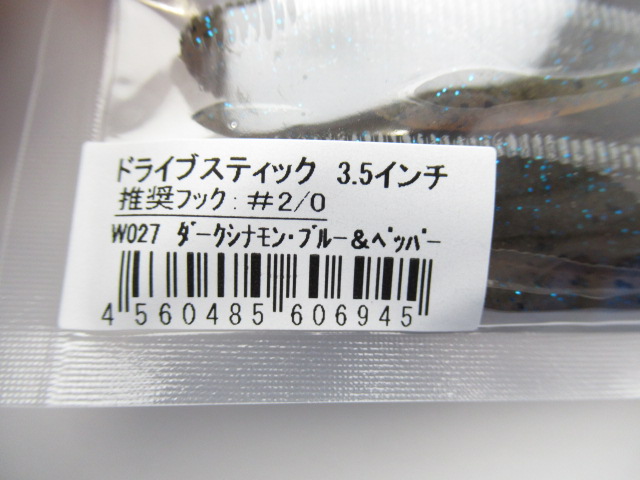 ドライブスティック 3.5インチ
推奨フック:#2/0
W027 ﾀﾞｰｸｼﾅﾓﾝ･ﾌﾞﾙｰ&ﾍﾟｯﾊﾟｰ
4 560485 606945